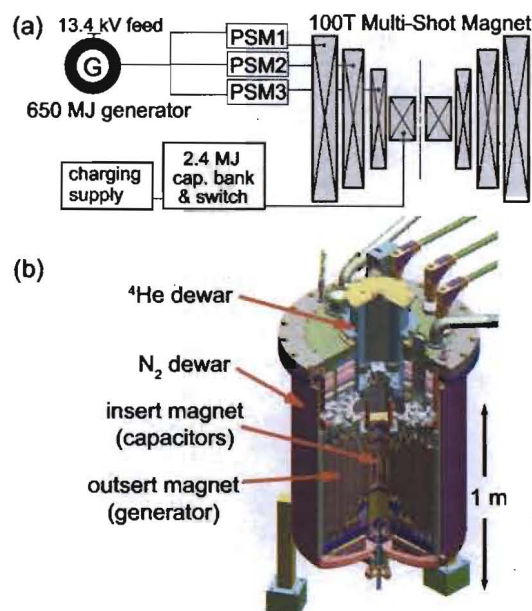 (a)
13.4 kV feed
G
650 MJ generator
PSM1
PSM2
PSM3
100T Multi-Shot Magnet
charging
supply
2.4 MJ
cap. bank
& switch
(b)
⁴He dewar
N₂ dewar
insert magnet
(capacitors)
outsert magnet
(generator)
1 m